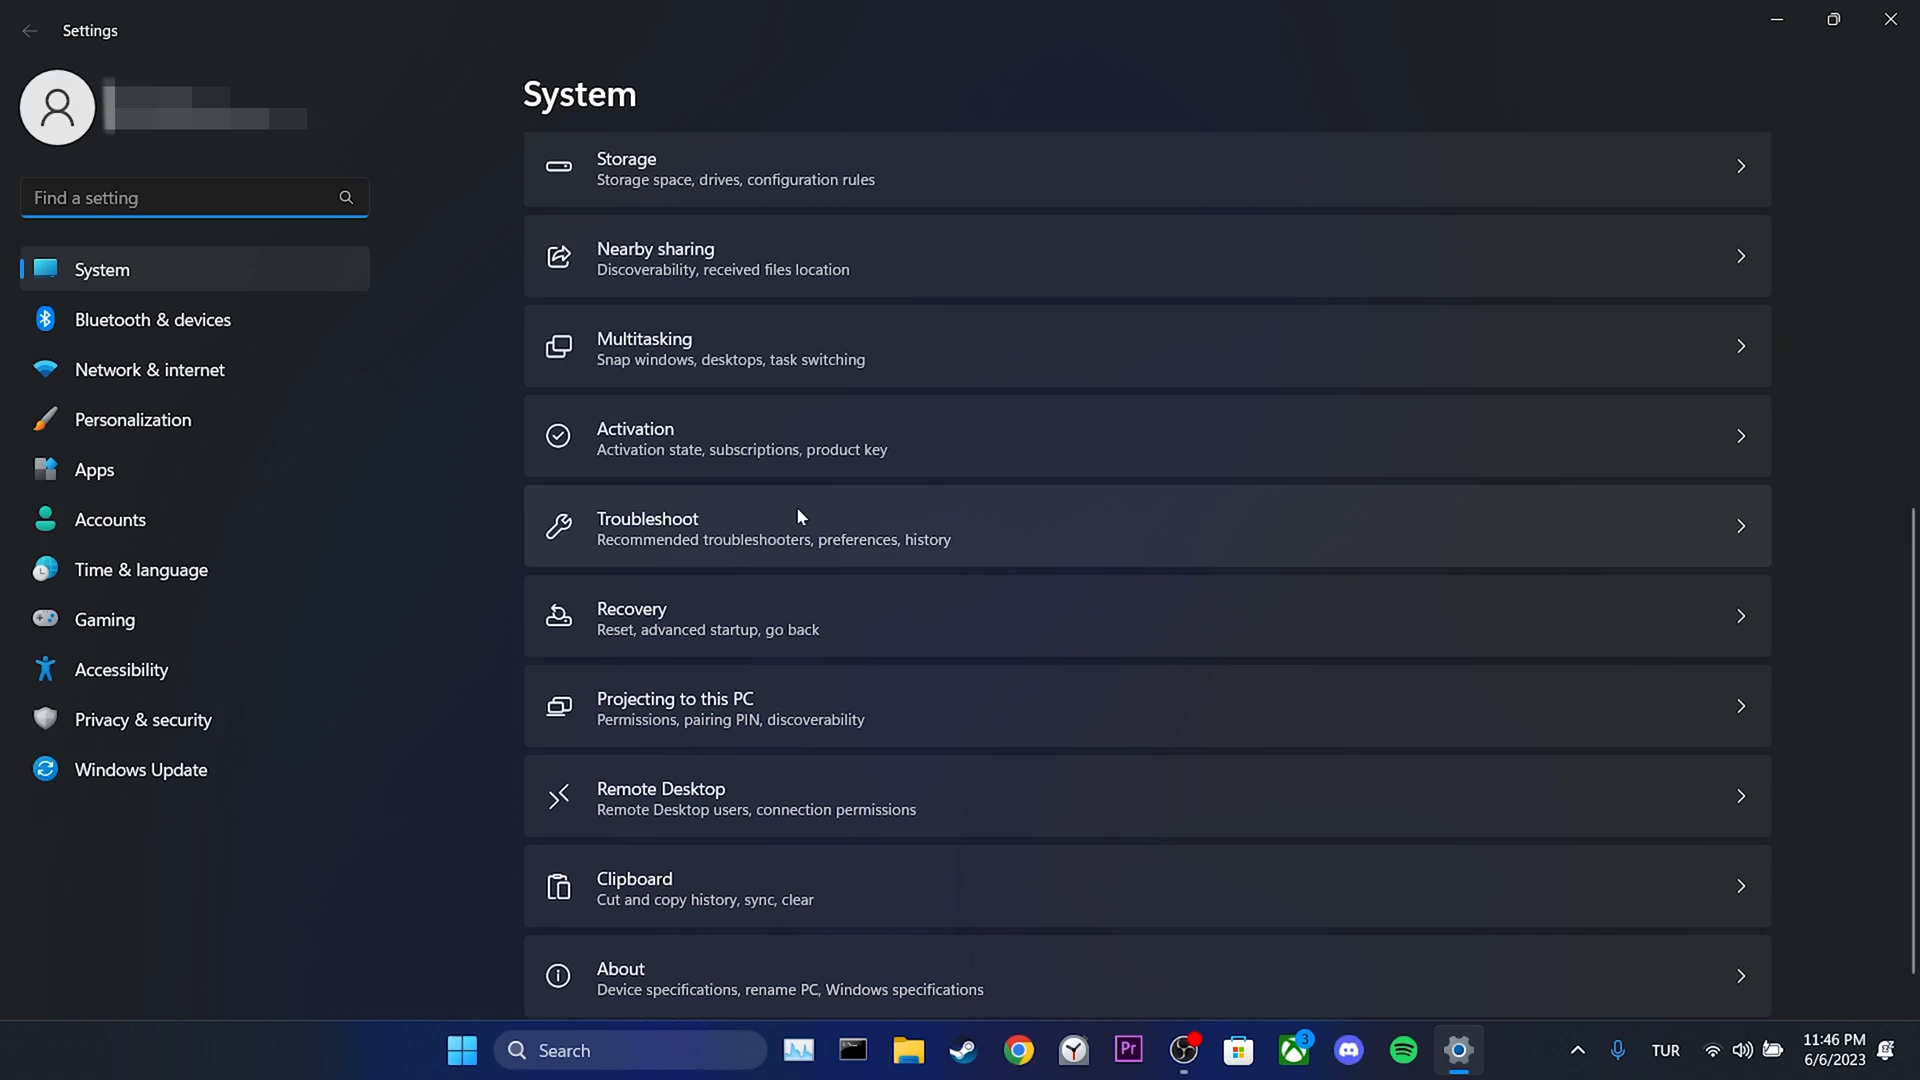 Settings
Find a setting
System
Bluetooth & devices
Network & internet
Personalization
Apps
Accounts
Time & language
Gaming
Accessibility
Privacy & security
Windows Update
System
Storage
Storage space, drives, configuration rules
Nearby sharing
Discoverability, received files location
Multitasking
Snap windows, desktops, task switching
Activation
Activation state, subscriptions, product key
Troubleshoot
Recommended troubleshooters, preferences, history
Recovery
Reset, advanced startup, go back
Projecting to this PC
Permissions, pairing PIN, discoverability
Remote Desktop
Remote Desktop users, connection permissions
Clipboard
Cut and copy history, sync, clear
About
Device specifications, rename PC, Windows specifications
Search
Pr
3
TUR
11:46 PM
6/6/2023